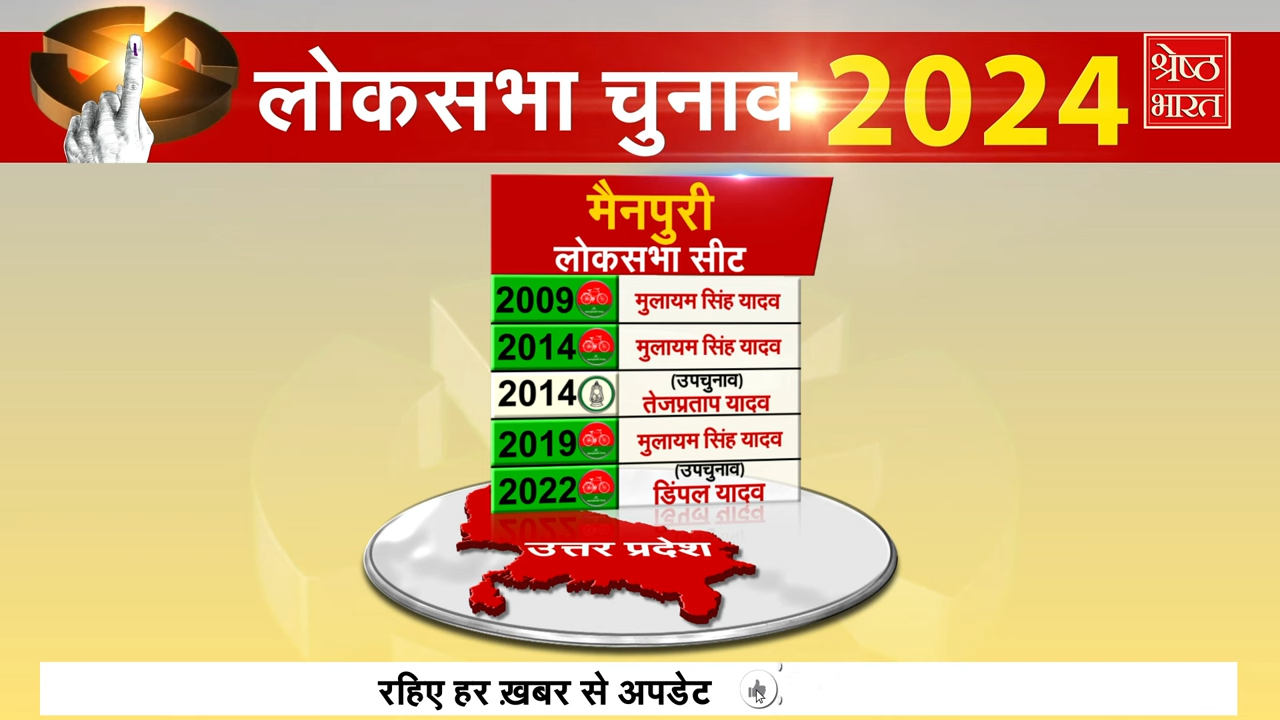 लोकसभा चुनाव 2024
श्रेष्ठ
भारत
मैनपुरी
लोकसभा सीट
2009 मुलायम सिंह यादव
2014 मुलायम सिंह यादव
(उपचुनाव)
2014 तेजप्रताप यादव
2019 मुलायम सिंह यादव
(उपचुनाव)
2022 डिंपल यादव
उत्तर प्रदेश
रहिए हर ख़बर से अपडेट